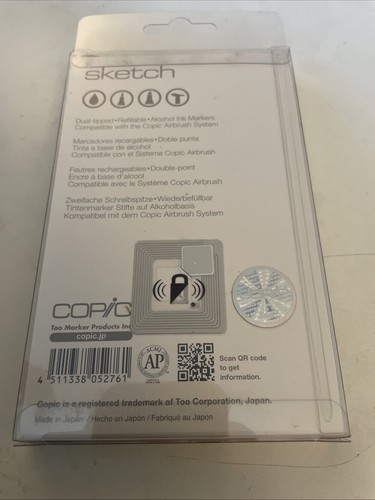 sketch
Dual-tipped•Refillable•Alcohol Ink Markers
Compatible with the Copic Airbrush System
Marcadores recargables•Doble punta
Tinta a base de alcohol
Compatible con el Sistema Copic Airbrush
Feutres rechargeables•Double-point
Encre à base d'alcool
Compatible avec le Système Copic Airbrush
Zweifache Schreibspitze•Wiederbefüllbar
Tintenmarker Stifte auf Alkoholbasis
Kompatibel mit dem Copic Airbrush System
COPIC
Too Marker Products Inc
copic.jp
4 511338 052761
ACMI
AP
Scan QR code
to get
information.
Copic is a registered trademark of Too Corporation, Japan.
Made in Japan / Hecho en Japón / Fabriqué au Japon